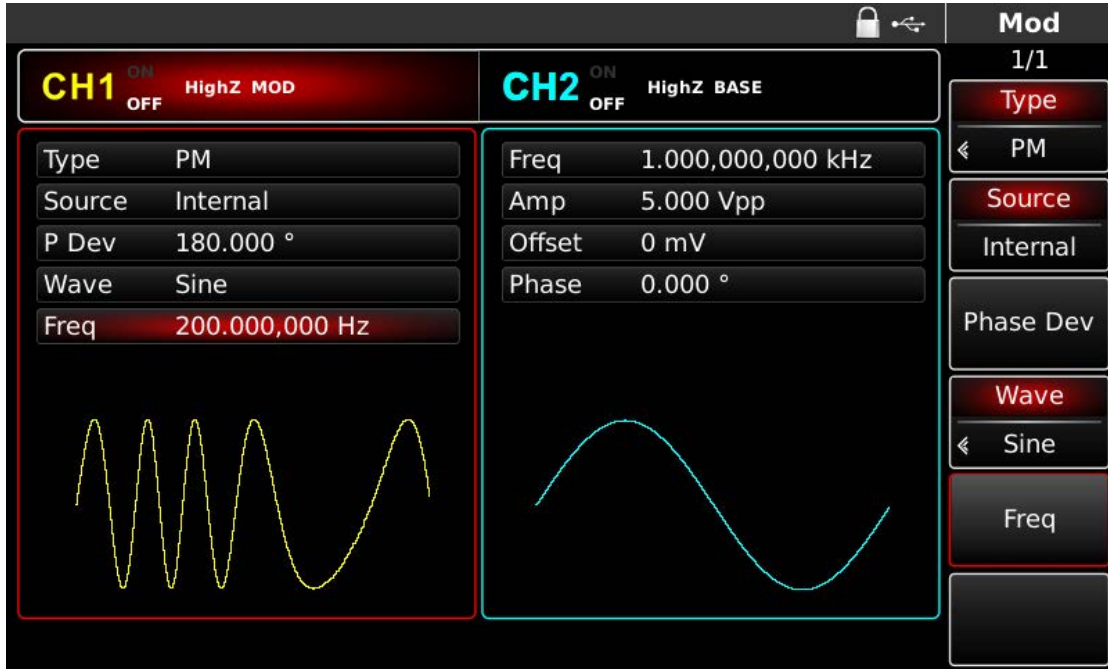 Mod
1/1
CH1 ON OFF HighZ MOD
CH2 ON OFF HighZ BASE
Type PM
Source Internal
P Dev 180.000 °
Wave Sine
Freq 200.000,000 Hz
Freq 1.000,000,000 kHz
Amp 5.000 Vpp
Offset 0 mV
Phase 0.000 °
Type
PM
Source
Internal
Phase Dev
Wave
Sine
Freq